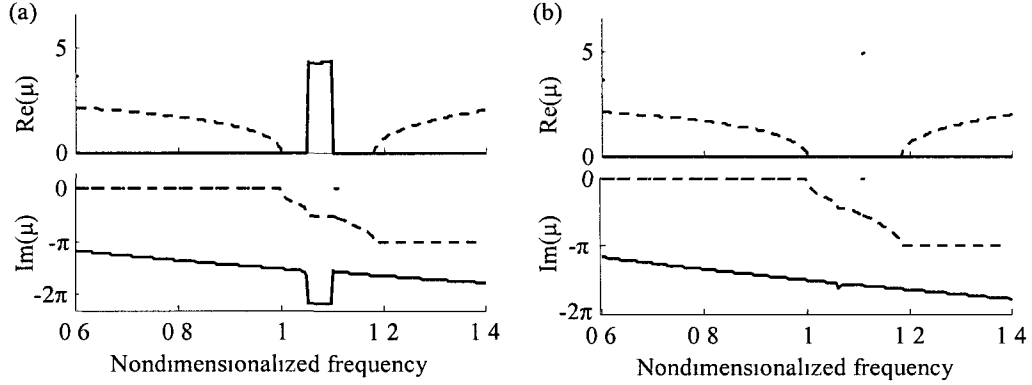 (a)
Re(μ)
5
0
Im(μ)
0
-π
-2π
0 6
0 8
1
1 2
1 4
Nondimensionalized frequency
(b)
Re(μ)
5
0
Im(μ)
0
-π
-2π
0 6
0 8
1
1 2
1 4
Nondimensionalized frequency